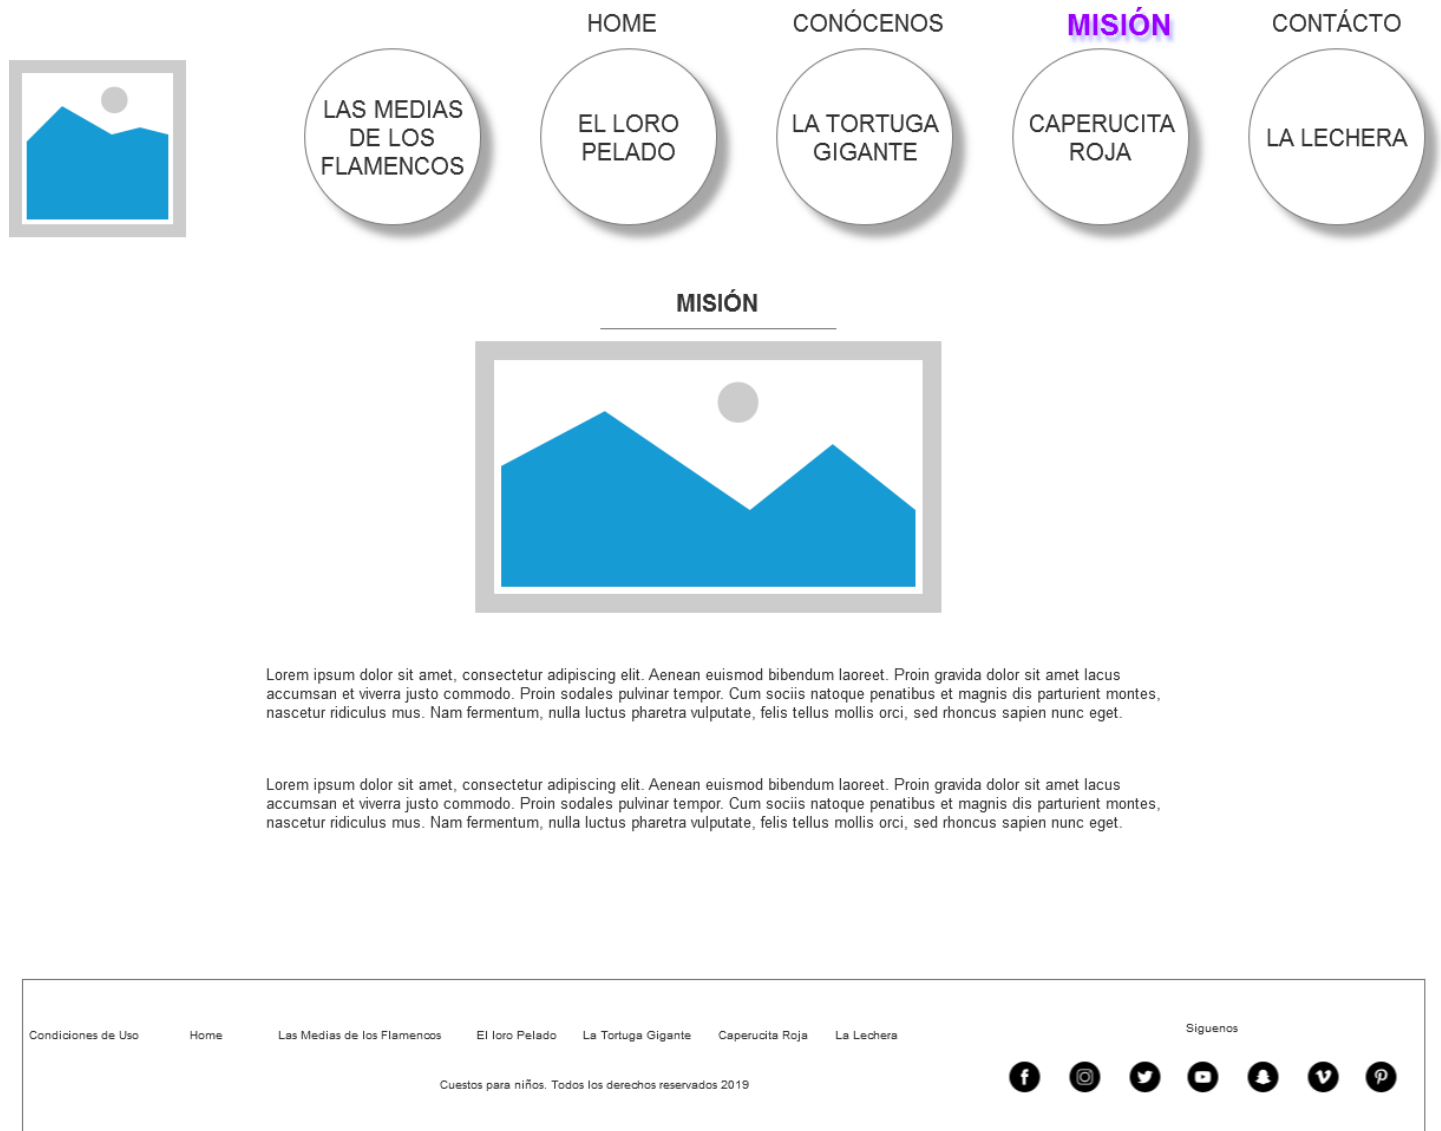 HOME
CONÓCENOS
MISIÓN
CONTÁCTO
LAS MEDIAS
DE LOS
FLAMENCOS
EL LORO
PELADO
LA TORTUGA
GIGANTE
CAPERUCITA
ROJA
LA LECHERA
MISIÓN
Lorem ipsum dolor sit amet, consectetur adipiscing elit. Aenean euismod bibendum laoreet. Proin gravida dolor sit amet lacus
accumsan et viverra justo commodo. Proin sodales pulvinar tempor. Cum sociis natoque penatibus et magnis dis parturient montes,
nascetur ridiculus mus. Nam fermentum, nulla luctus pharetra vulputate, felis tellus mollis orci, sed rhoncus sapien nunc eget.
Lorem ipsum dolor sit amet, consectetur adipiscing elit. Aenean euismod bibendum laoreet. Proin gravida dolor sit amet lacus
accumsan et viverra justo commodo. Proin sodales pulvinar tempor. Cum sociis natoque penatibus et magnis dis parturient montes,
nascetur ridiculus mus. Nam fermentum, nulla luctus pharetra vulputate, felis tellus mollis orci, sed rhoncus sapien nunc eget.
Condiciones de Uso
Home
Las Medias de los Flamencos
El loro Pelado
La Tortuga Gigante
Caperucita Roja
La Lechera
Siguenos
Cuestos para niños. Todos los derechos reservados 2019